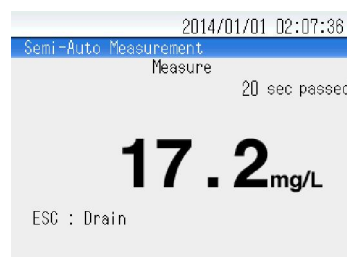 2014/01/01 02:07:36
Semi-Auto Measurement
Measure
20 sec passed
17.2mg/L
ESC : Drain